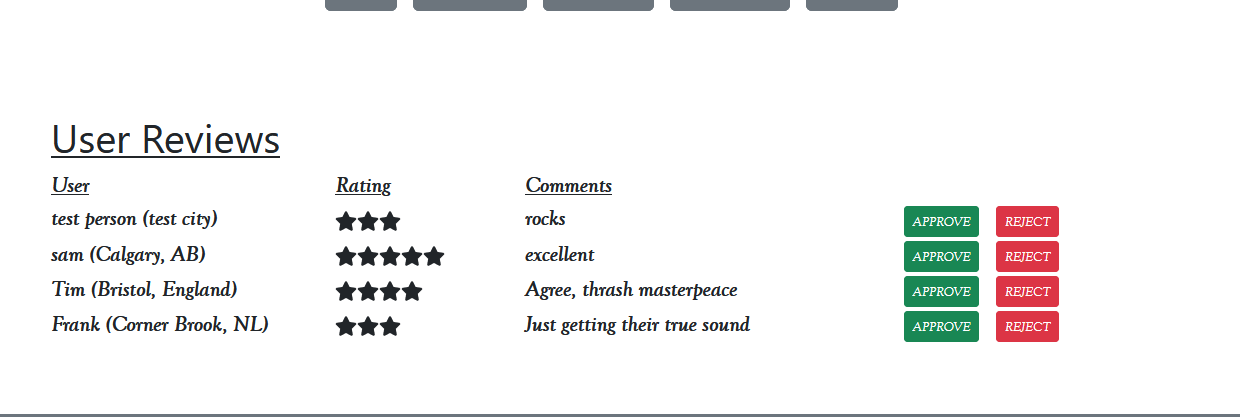 User Reviews
User Rating Comments
test person (test city) rocks APPROVE REJECT
sam (Calgary, AB) excellent APPROVE REJECT
Tim (Bristol, England) Agree, thrash masterpeace APPROVE REJECT
Frank (Corner Brook, NL) Just getting their true sound APPROVE REJECT